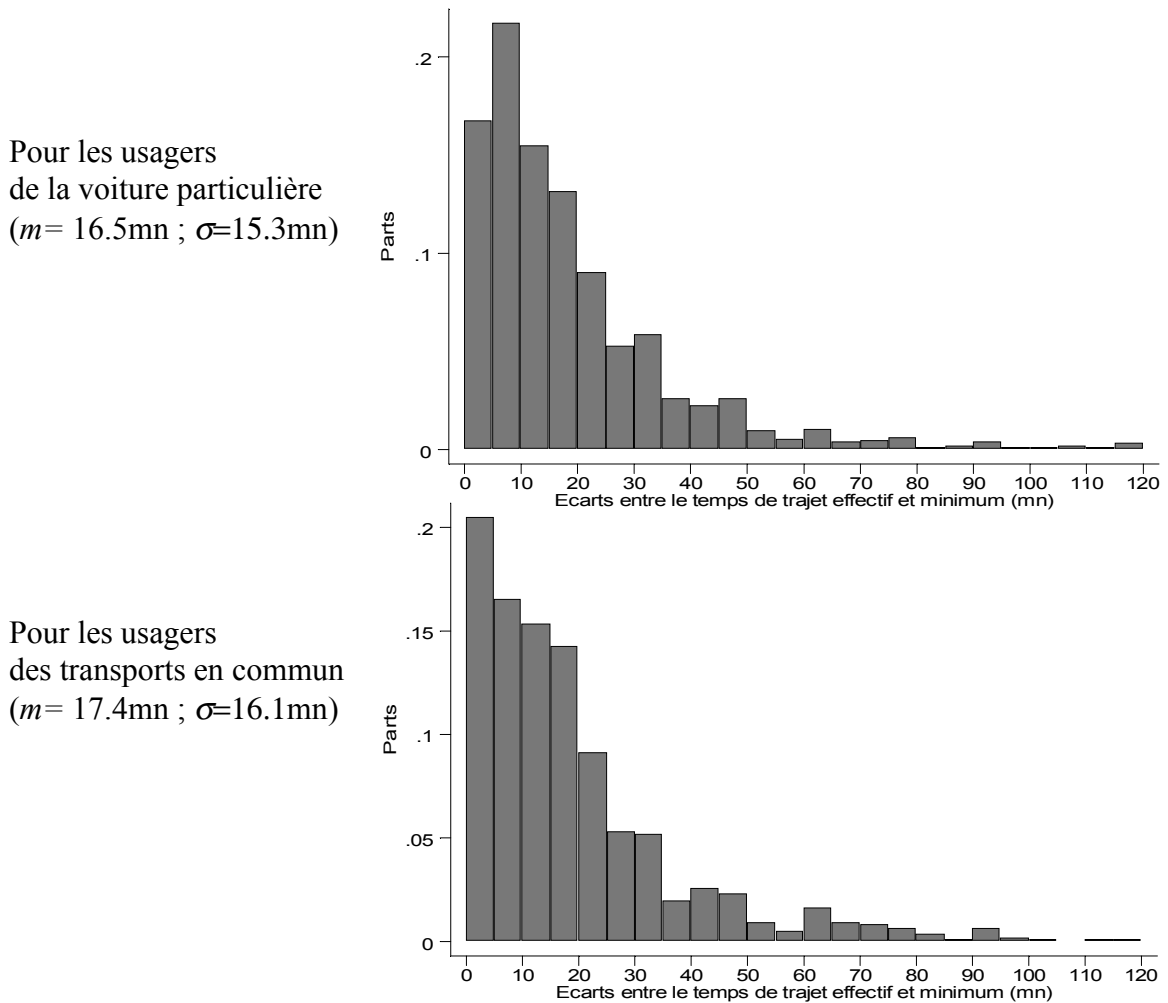 Pour les usagers
de la voiture particulière
(m= 16.5mn ; σ=15.3mn)
Parts
.2
.1
0
0 10 20 30 40 50 60 70 80 90 100 110 120
Ecarts entre le temps de trajet effectif et minimum (mn)
Pour les usagers
des transports en commun
(m= 17.4mn ; σ=16.1mn)
Parts
.2
.15
.1
.05
0
0 10 20 30 40 50 60 70 80 90 100 110 120
Ecarts entre le temps de trajet effectif et minimum (mn)